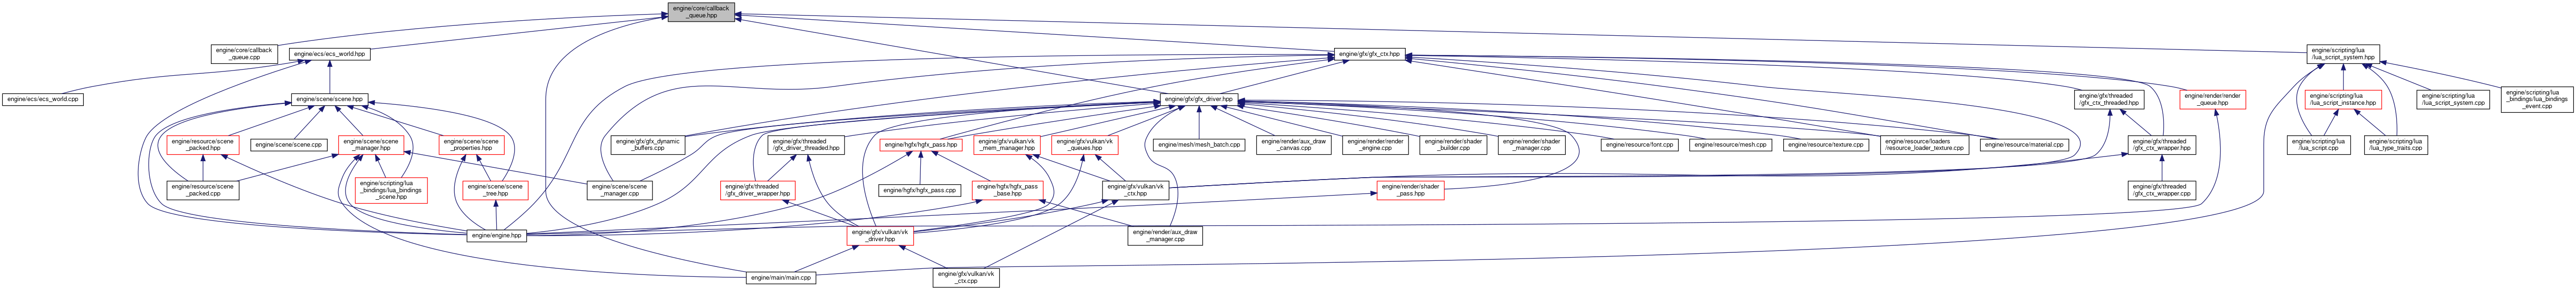 engine/core/callback
_queue.hpp
engine/core/callback
_queue.cpp
engine/ecs/ecs_world.hpp
engine/gfx/gfx_ctx.hpp
engine/scripting/lua
/lua_script_system.hpp
engine/ecs/ecs_world.cpp
engine/scene/scene.hpp
engine/gfx/gfx_driver.hpp
engine/gfx/threaded
/gfx_ctx_threaded.hpp
engine/render/render
_queue.hpp
engine/scripting/lua
/lua_script_instance.hpp
engine/scripting/lua
/lua_script_system.cpp
engine/scripting/lua
_bindings/lua_bindings
_event.cpp
engine/resource/scene
_packed.hpp
engine/scene/scene.cpp
engine/scene/scene
_manager.hpp
engine/scene/scene
_properties.hpp
engine/gfx/gfx_dynamic
_buffers.cpp
engine/gfx/threaded
/gfx_driver_threaded.hpp
engine/hgfx/hgfx_pass.hpp
engine/gfx/vulkan/vk
_mem_manager.hpp
engine/gfx/vulkan/vk
_queues.hpp
engine/mesh/mesh_batch.cpp
engine/render/aux_draw
_canvas.cpp
engine/render/render
_engine.cpp
engine/render/shader
_builder.cpp
engine/render/shader
_manager.cpp
engine/resource/font.cpp
engine/resource/mesh.cpp
engine/resource/texture.cpp
engine/resource/loaders
/resource_loader_texture.cpp
engine/resource/material.cpp
engine/gfx/threaded
/gfx_ctx_wrapper.hpp
engine/scripting/lua
/lua_script.cpp
engine/scripting/lua
/lua_type_traits.cpp
engine/resource/scene
_packed.cpp
engine/scripting/lua
_bindings/lua_bindings
_scene.hpp
engine/scene/scene
_tree.hpp
engine/scene/scene
_manager.cpp
engine/gfx/threaded
/gfx_driver_wrapper.hpp
engine/hgfx/hgfx_pass.cpp
engine/hgfx/hgfx_pass
_base.hpp
engine/gfx/vulkan/vk
_ctx.hpp
engine/render/shader
_pass.hpp
engine/gfx/threaded
/gfx_ctx_wrapper.cpp
engine/engine.hpp
engine/gfx/vulkan/vk
_driver.hpp
engine/render/aux_draw
_manager.cpp
engine/main/main.cpp
engine/gfx/vulkan/vk
_ctx.cpp